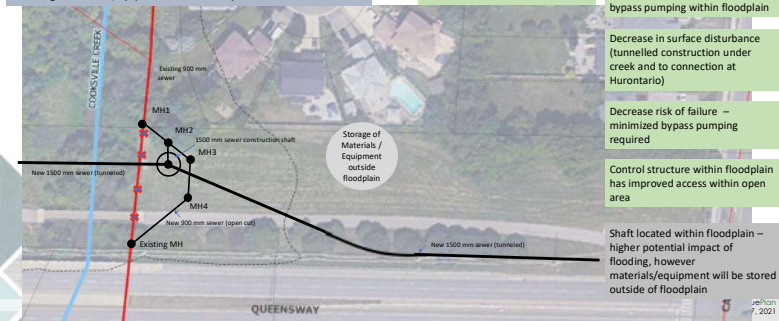 bypass pumping within floodplain
Decrease in surface disturbance
(tunnelled construction under
creek and to connection at
Hurontario)
Decrease risk of failure –
minimized bypass pumping
required
Control structure within floodplain
has improved access within open
area
Shaft located within floodplain –
higher potential impact of
flooding, however
materials/equipment will be stored
outside of floodplain
COOKSVILLE CREEK
Existing 900 mm
sewer
MH1
MH2
1500 mm sewer construction shaft
MH3
Storage of
Materials /
Equipment
outside
floodplain
New 1500 mm sewer (tunneled)
MH4
New 900 mm sewer (open cut)
Existing MH
New 1500 mm sewer (tunneled)
QUEENSWAY
uePlan
7, 2021